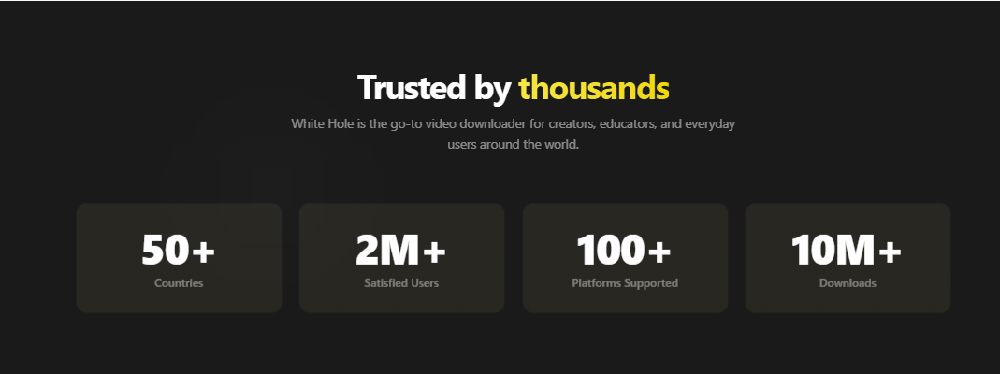 Trusted by thousands
White Hole is the go-to video downloader for creators, educators, and everyday
users around the world.
50+
Countries
2M+
Satisfied Users
100+
Platforms Supported
10M+
Downloads